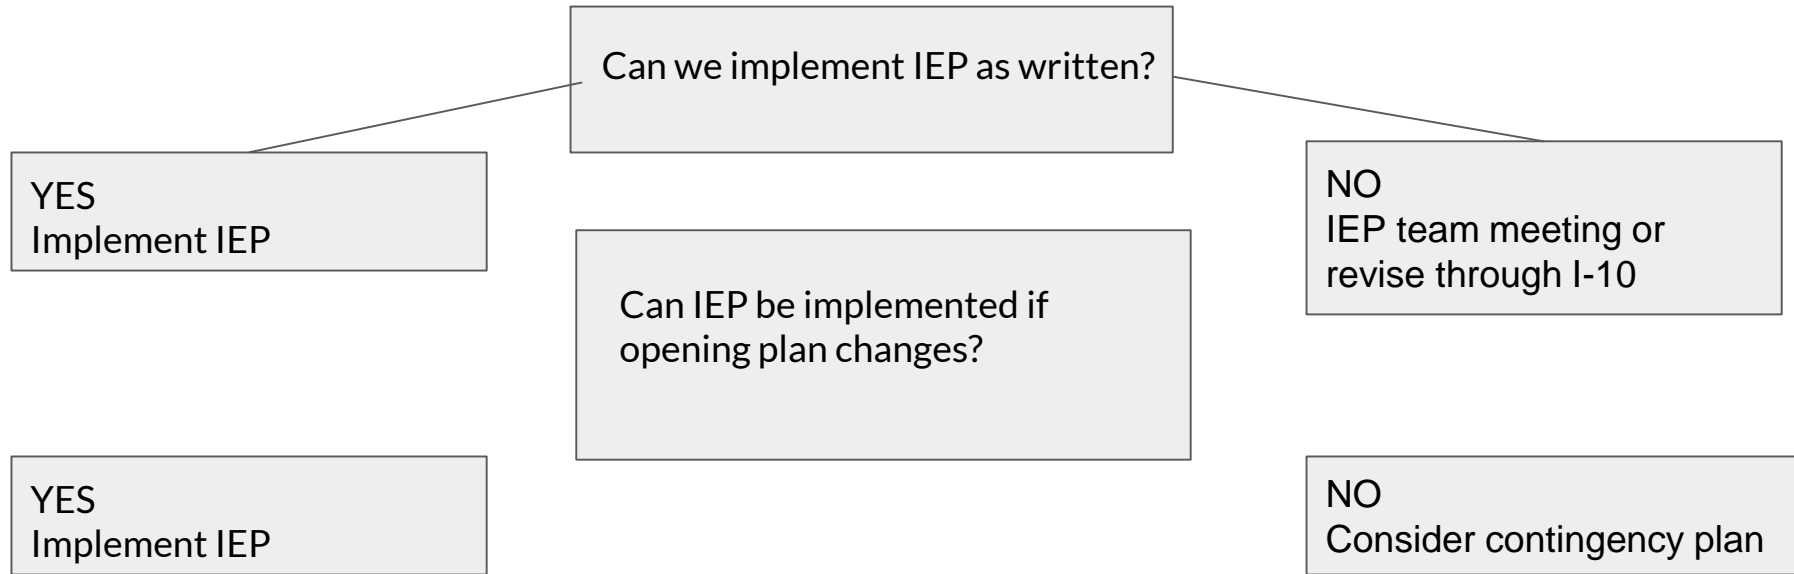 Can we implement IEP as written?
YES
Implement IEP
NO
IEP team meeting or
revise through I-10
Can IEP be implemented if
opening plan changes?
YES
Implement IEP
NO
Consider contingency plan